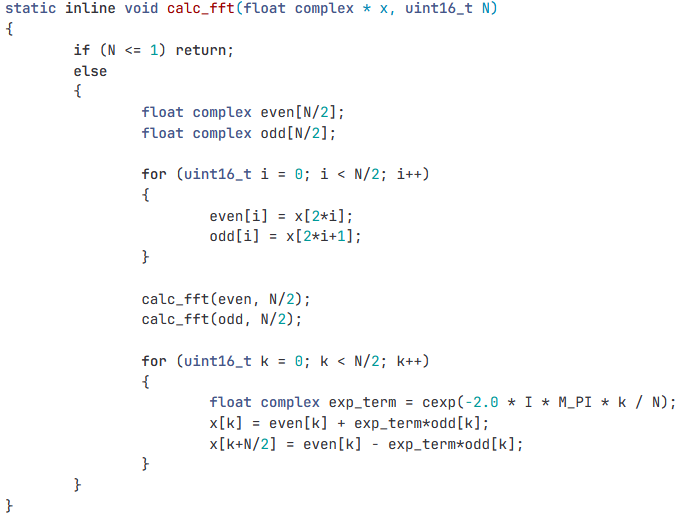 static inline void calc_fft(float complex * x, uint16_t N)
{
        if (N <= 1) return;
        else
        {
                float complex even[N/2];
                float complex odd[N/2];

                for (uint16_t i = 0; i < N/2; i++)
                {
                        even[i] = x[2*i];
                        odd[i] = x[2*i+1];
                }

                calc_fft(even, N/2);
                calc_fft(odd, N/2);

                for (uint16_t k = 0; k < N/2; k++)
                {
                        float complex exp_term = cexp(-2.0 * I * M_PI * k / N);
                        x[k] = even[k] + exp_term*odd[k];
                        x[k+N/2] = even[k] - exp_term*odd[k];
                }
        }
}